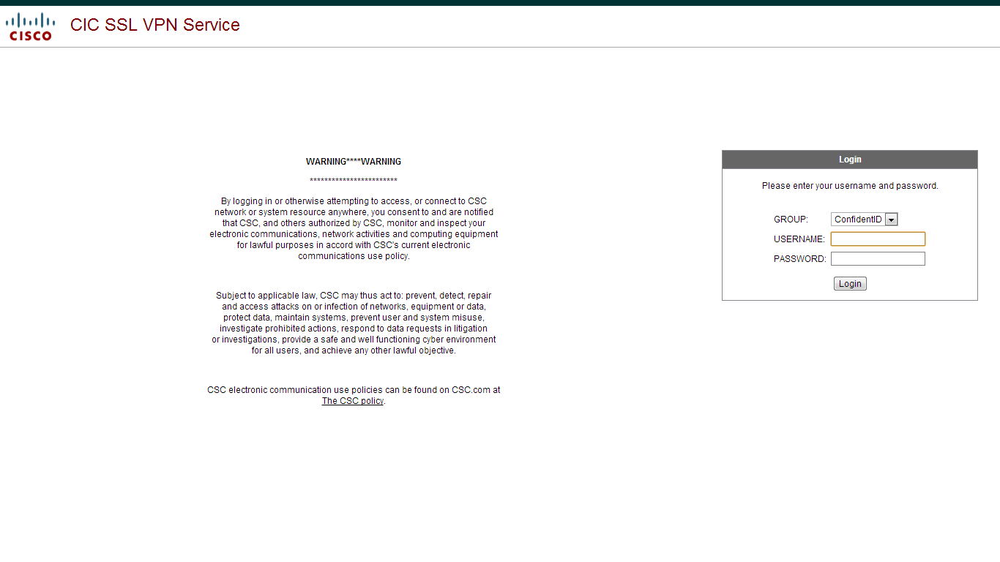 CISCO
CIC SSL VPN Service
WARNING****WARNING
************************
By logging in or otherwise attempting to access, or connect to CSC
network or system resource anywhere, you consent to and are notified
that CSC, and others authorized by CSC, monitor and inspect your
electronic communications, network activities and computing equipment
for lawful purposes in accord with CSC's current electronic
communications use policy.
Subject to applicable law, CSC may thus act to: prevent, detect, repair
and access attacks on or infection of networks, equipment or data,
protect data, maintain systems, prevent user and system misuse,
investigate prohibited actions, respond to data requests in litigation
or investigations, provide a safe and well functioning cyber environment
for all users, and achieve any other lawful objective.
CSC electronic communication use policies can be found on CSC.com at
The CSC policy.
Login
Please enter your username and password.
GROUP: ConfidentID
USERNAME:
PASSWORD:
Login